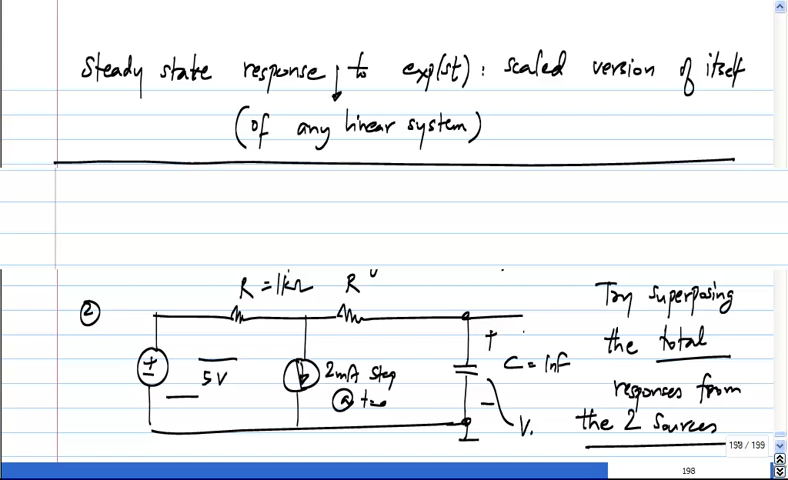 Steady state response to exp(st): scaled version of itself
(of any linear system)
② R = 1kΩ R
Try superposing
the total
responses from
the 2 sources
+
-
5V
2mA Step
@ t=0
+
C = 1nF
-
V.
198 / 199
198